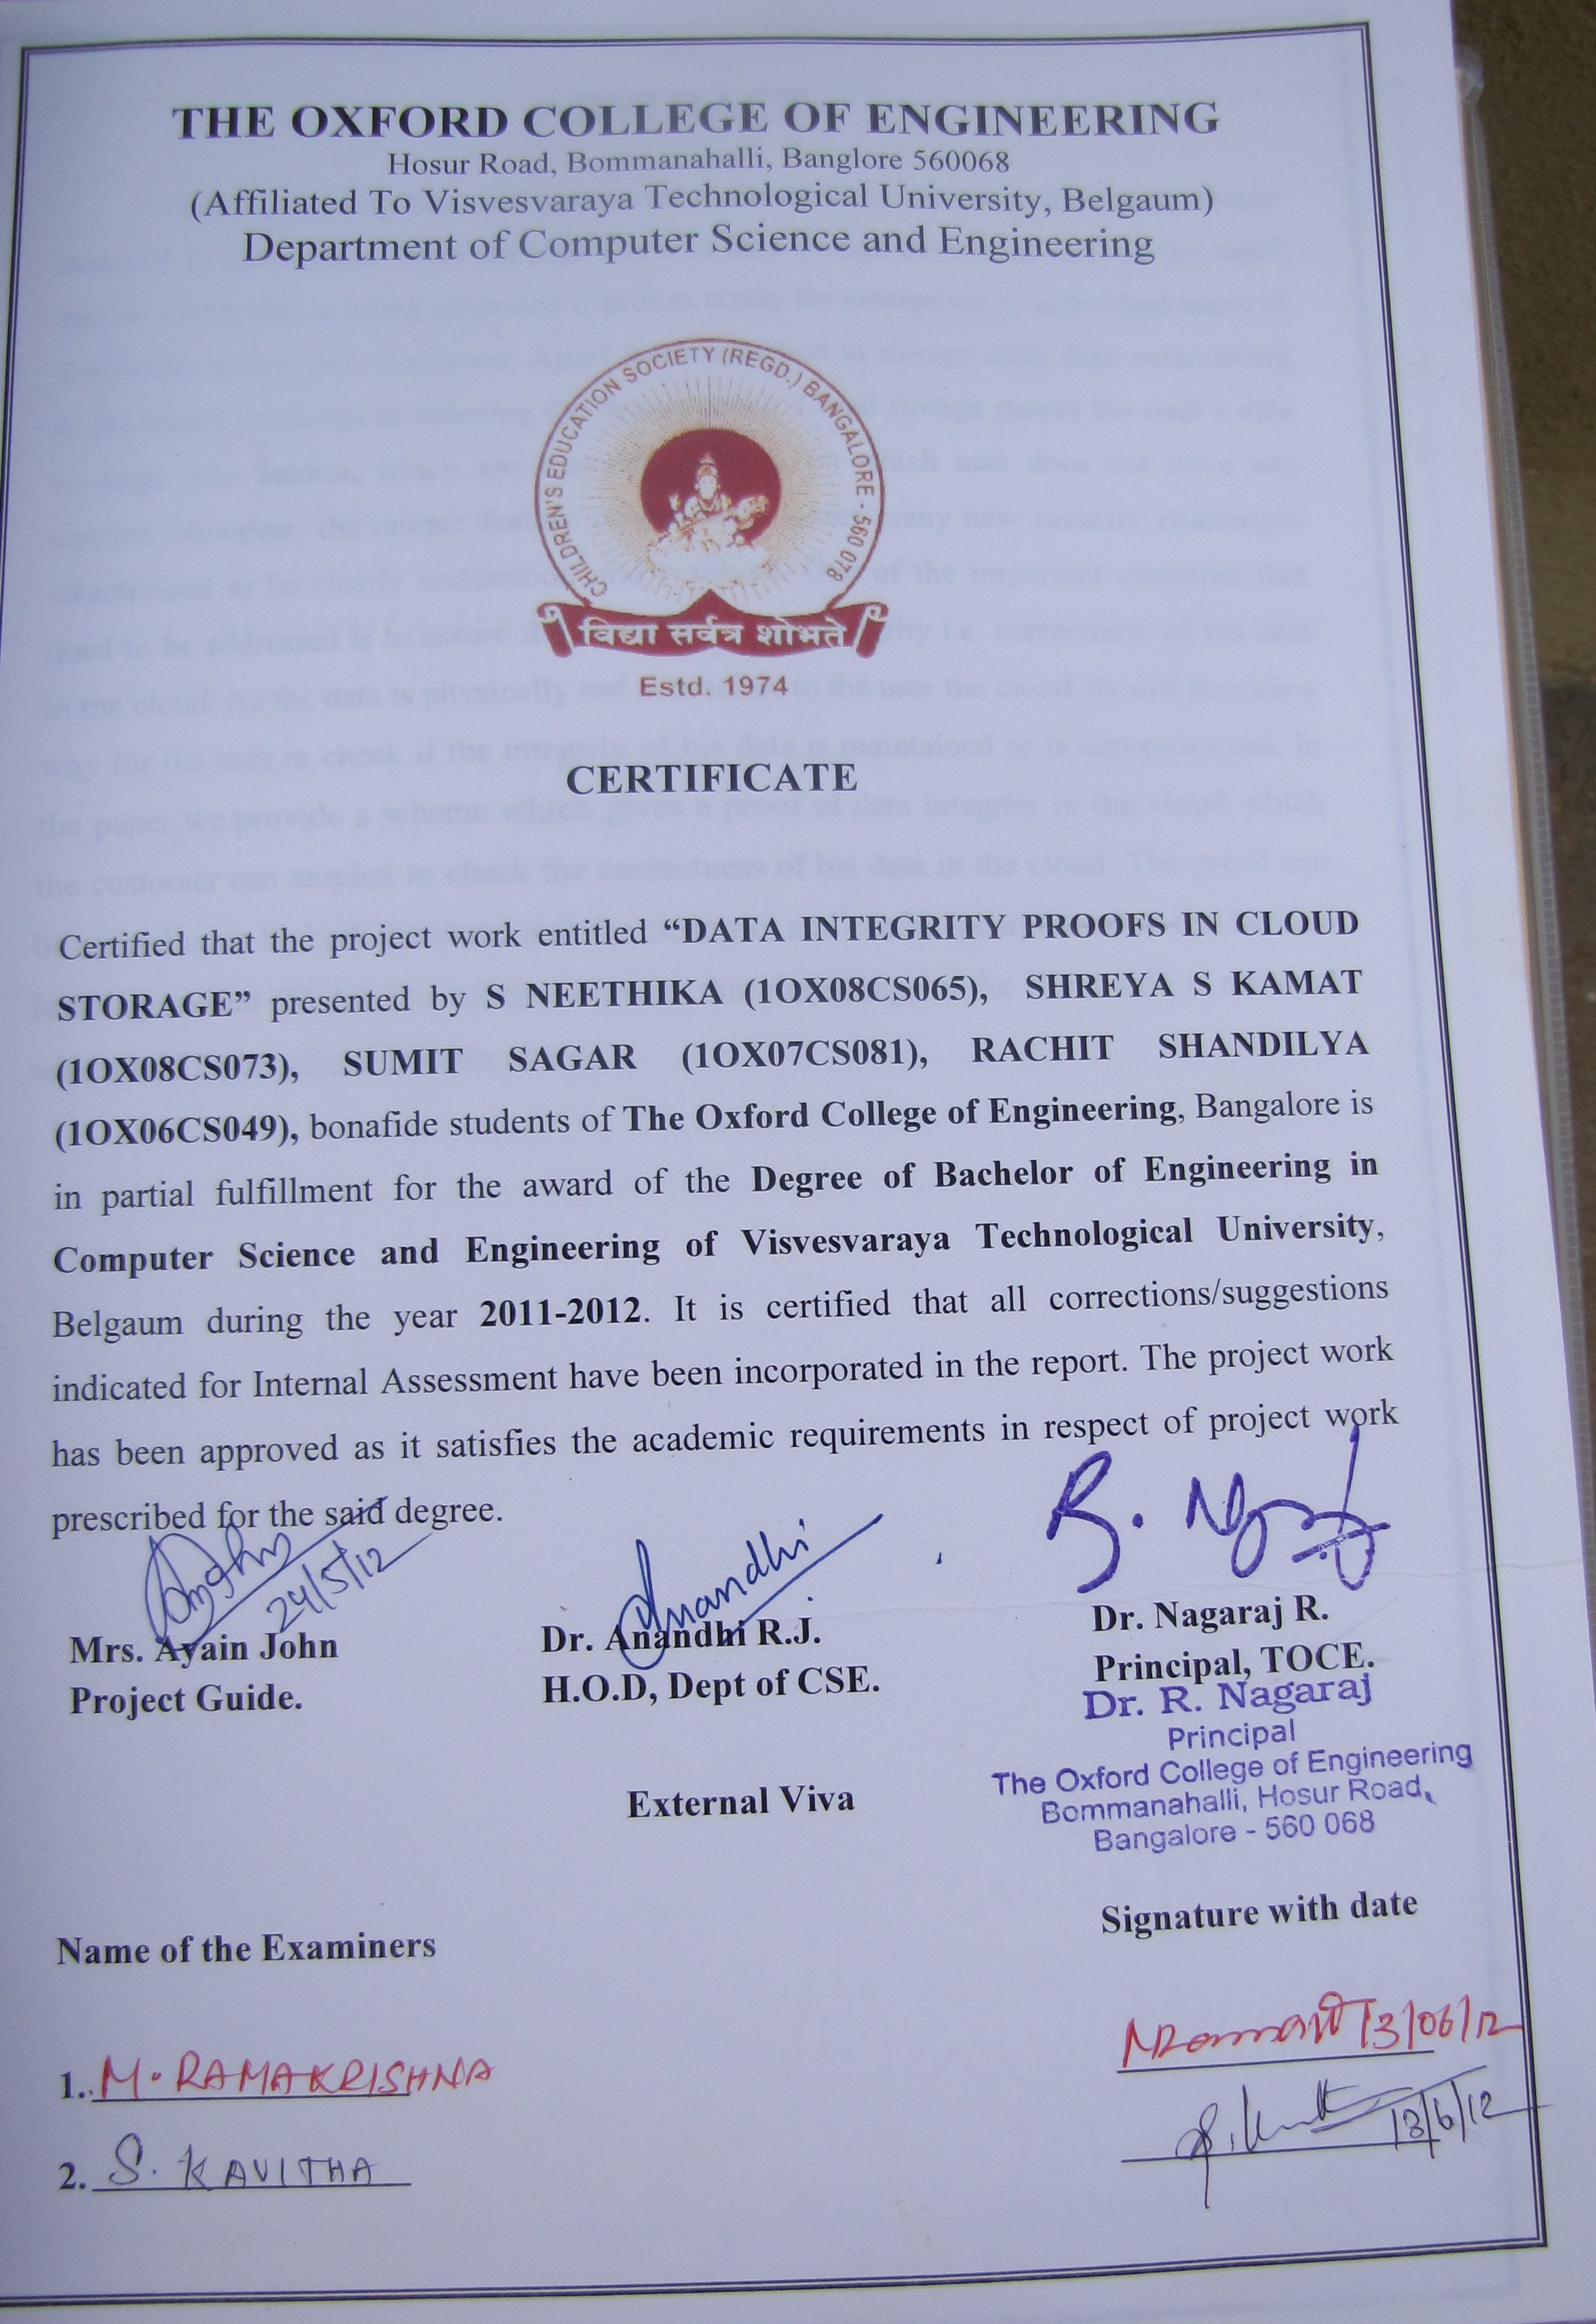 THE OXFORD COLLEGE OF ENGINEERING
Hosur Road, Bommanahalli, Banglore 560068
(Affiliated To Visvesvaraya Technological University, Belgaum)
Department of Computer Science and Engineering
CHILDREN'S EDUCATION SOCIETY (REGD.) BANGALORE - 560 078
विद्या सर्वत्र शोभते
Estd. 1974
CERTIFICATE
Certified that the project work entitled “DATA INTEGRITY PROOFS IN CLOUD
STORAGE” presented by S NEETHIKA (1OX08CS065), SHREYA S KAMAT
(1OX08CS073), SUMIT SAGAR (1OX07CS081), RACHIT SHANDILYA
(1OX06CS049), bonafide students of The Oxford College of Engineering, Bangalore is
in partial fulfillment for the award of the Degree of Bachelor of Engineering in
Computer Science and Engineering of Visvesvaraya Technological University,
Belgaum during the year 2011-2012. It is certified that all corrections/suggestions
indicated for Internal Assessment have been incorporated in the report. The project work
has been approved as it satisfies the academic requirements in respect of project work
prescribed for the said degree.
24/5/12
Anandhi
Mrs. Ayain John
Project Guide.
Dr. Anandhi R.J.
H.O.D, Dept of CSE.
Dr. Nagaraj R.
Principal, TOCE.
Dr. R. Nagaraj
Principal
The Oxford College of Engineering
Bommanahalli, Hosur Road,
Bangalore - 560 068
External Viva
Name of the Examiners
Signature with date
1. M. RAMAKRISHNA
13/06/12
2. S. KAVITHA
13/6/12